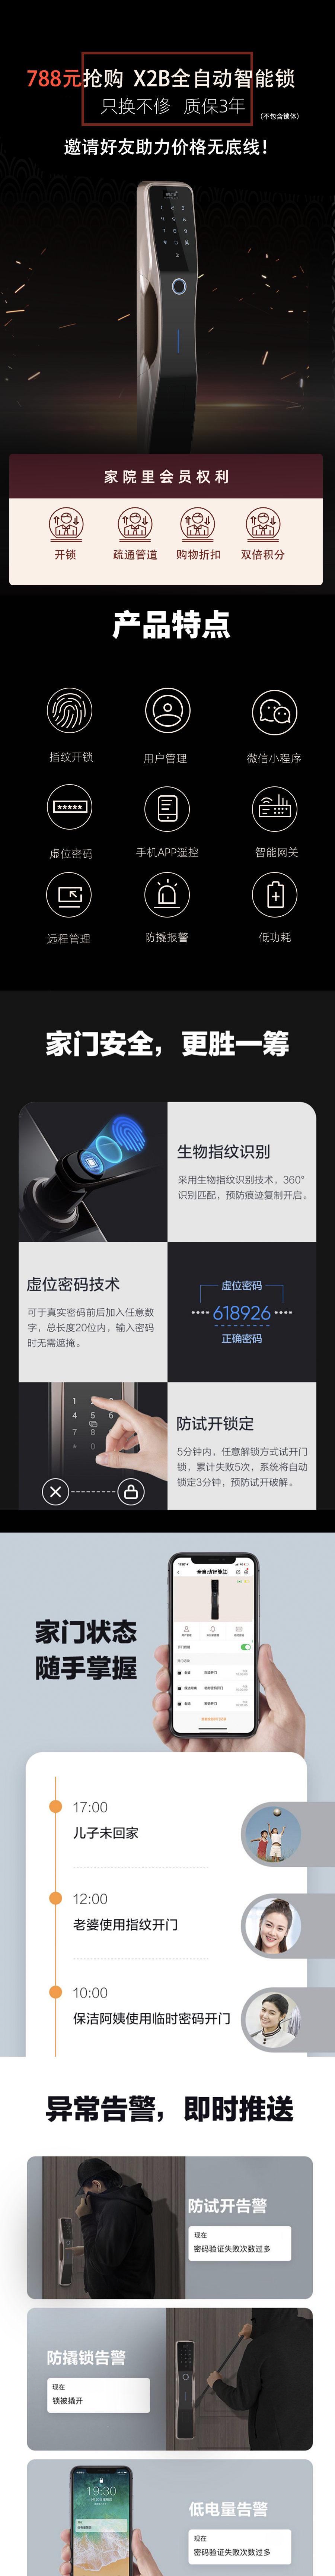 788元抢购 X2B全自动智能锁
只换不修 质保3年
(不包含锁体)
邀请好友助力价格无底线!
家院里会员权利
开锁 疏通管道 购物折扣 双倍积分
产品特点
指纹开锁 用户管理 微信小程序
虚位密码 手机APP遥控 智能网关
远程管理 防撬报警 低功耗
家门安全，更胜一筹
生物指纹识别
采用生物指纹识别技术，360°
识别匹配，预防痕迹复制开启。
虚位密码技术
可于真实密码前后加入任意数
字，总长度20位内，输入密码
时无需遮掩。
虚位密码
•••• 618926 ••••
正确密码
防试开锁定
5分钟内，任意解锁方式试开门
锁，累计失败5次，系统将自动
锁定3分钟，预防试开破解。
家门状态
随手掌握
全自动智能锁
17:00
儿子未回家
12:00
老婆使用指纹开门
10:00
保洁阿姨使用临时密码开门
异常告警，即时推送
防试开告警
现在
密码验证失败次数过多
防撬锁告警
现在
锁被撬开
19:30
低电量告警
现在
密码验证失败次数过多